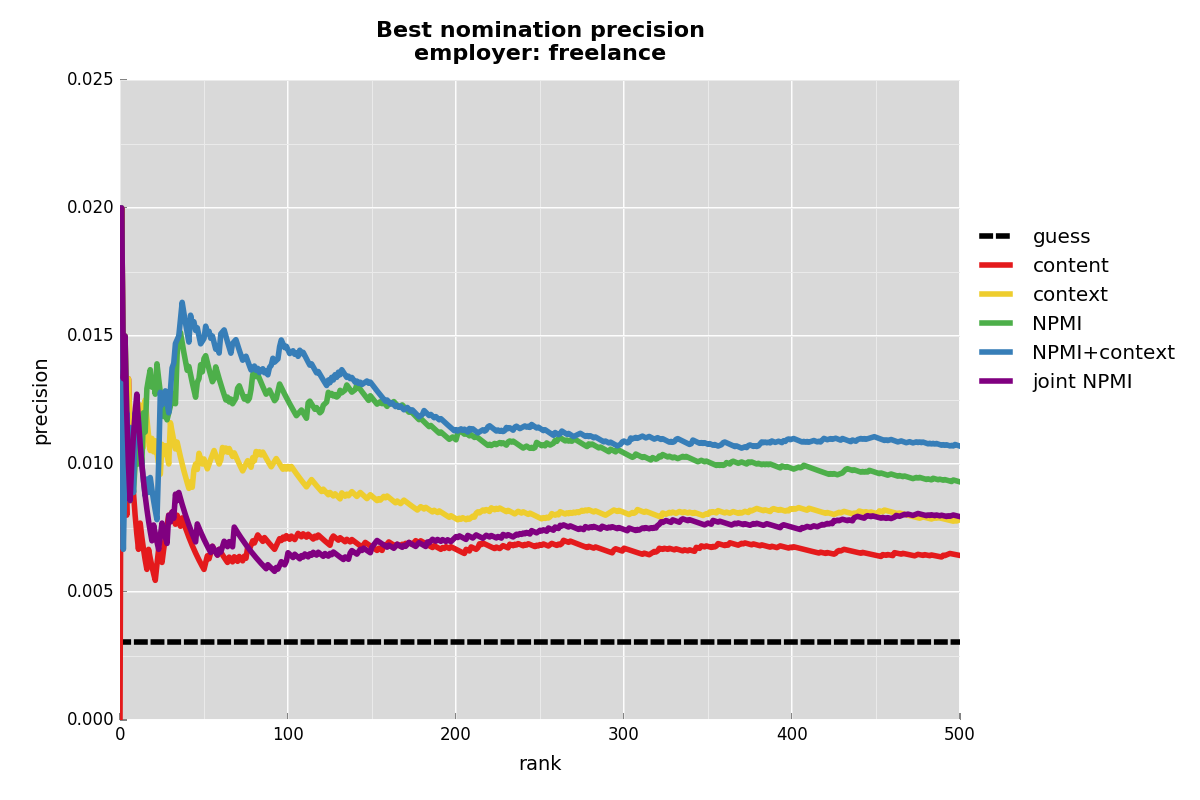 Best nomination precision
employer: freelance
precision
0.025
0.020
0.015
0.010
0.005
0.000
0
100
200
300
400
500
rank
guess
content
context
NPMI
NPMI+context
joint NPMI